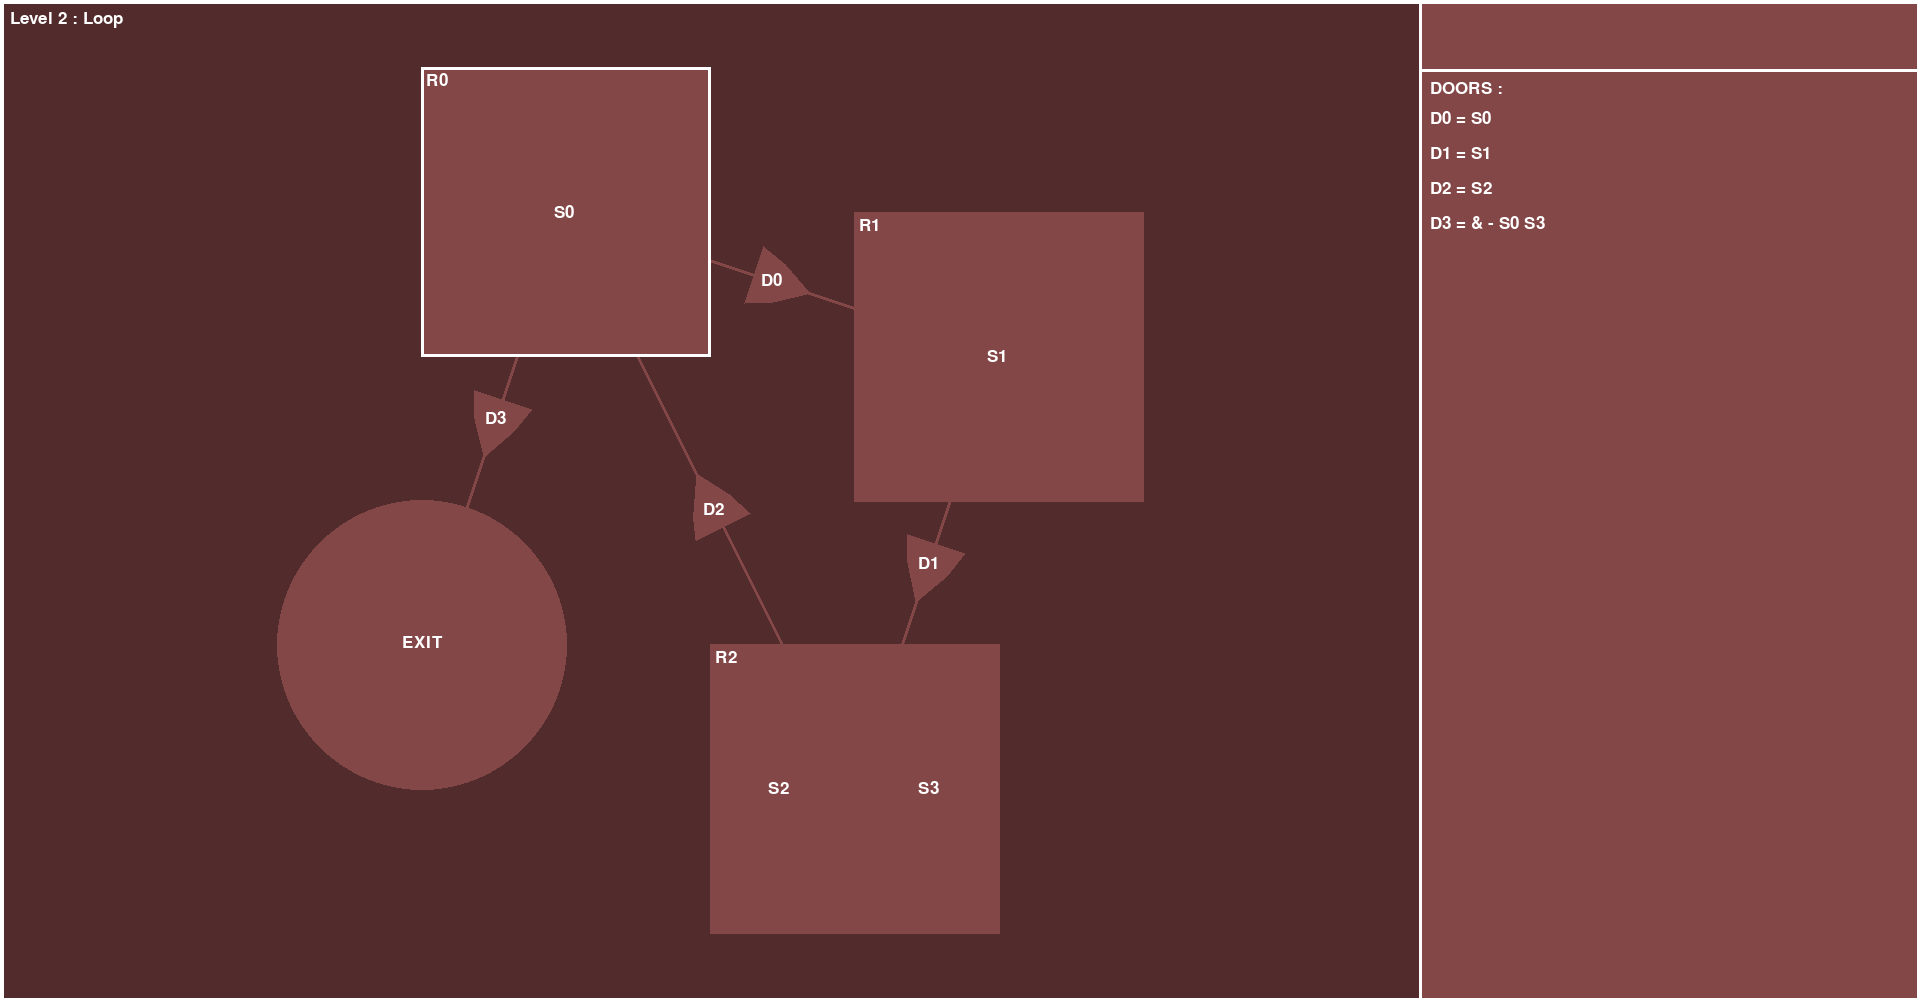 Level 2 : Loop
R0
S0
D0
R1
S1
D3
D2
D1
EXIT
R2
S2 S3
DOORS :
D0 = S0
D1 = S1
D2 = S2
D3 = & - S0 S3